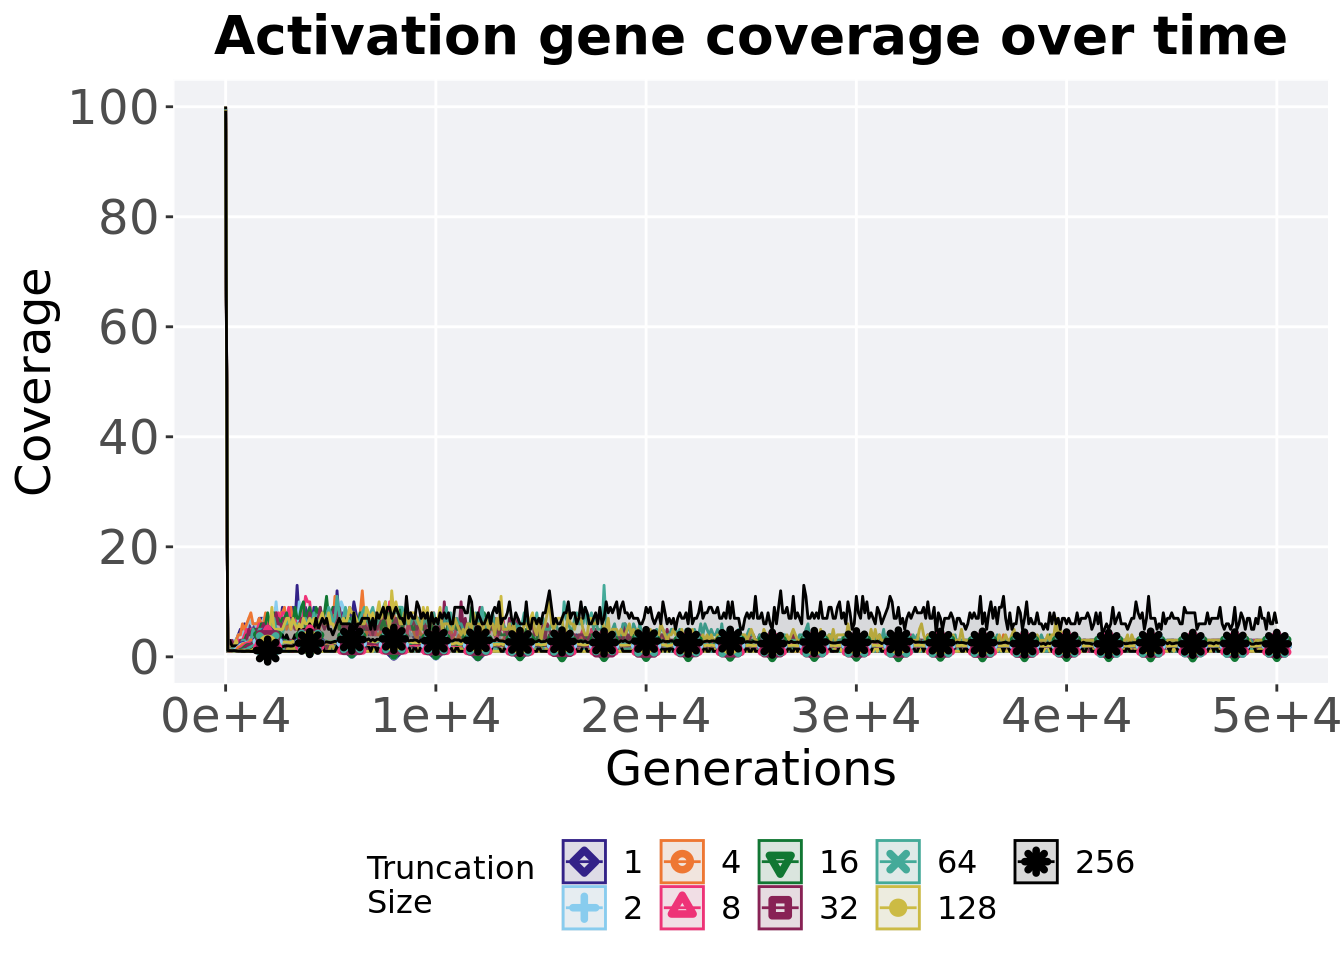 Activation gene coverage over time
Coverage
100
80
60
40
20
0
0e+4 1e+4 2e+4 3e+4 4e+4 5e+4
Generations
Truncation
Size
1 4 16 64 256
2 8 32 128